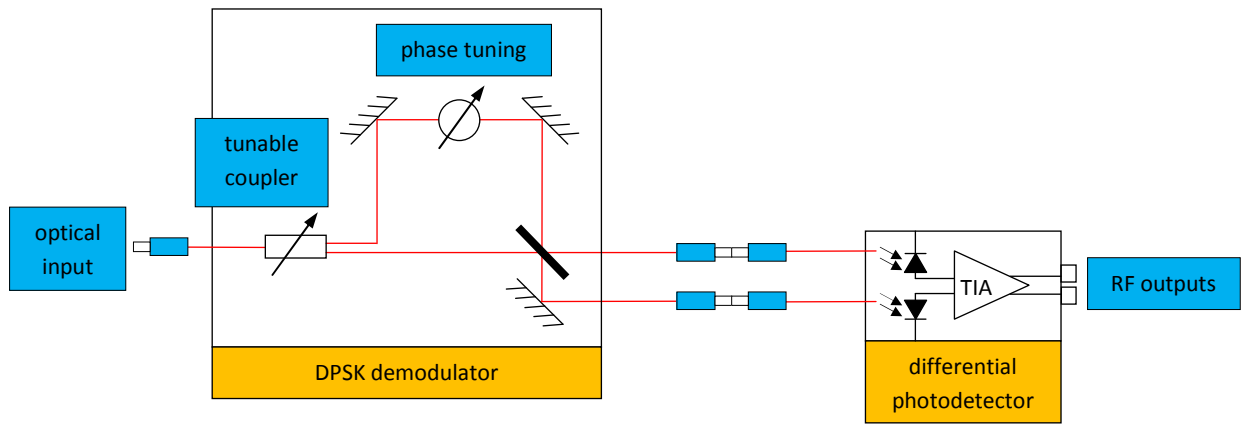 phase tuning
tunable
coupler
optical
input
TIA
RF outputs
DPSK demodulator
differential
photodetector